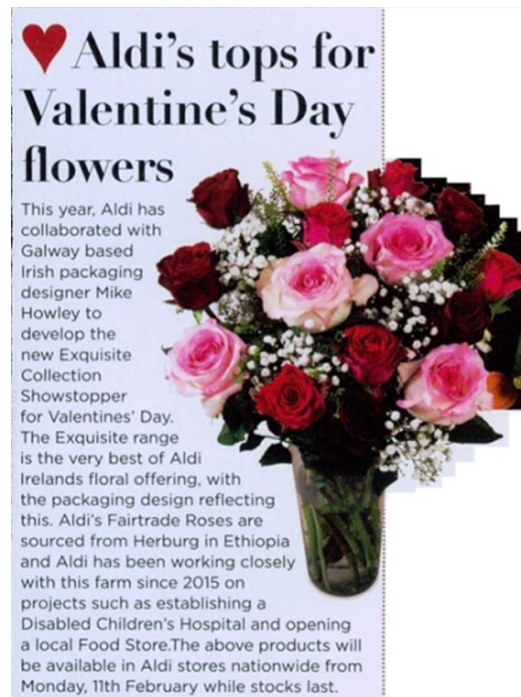 Aldi's tops for
Valentine's Day
flowers
This year, Aldi has
collaborated with
Galway based
Irish packaging
designer Mike
Howley to
develop the
new Exquisite
Collection
Showstopper
for Valentines' Day.
The Exquisite range
is the very best of Aldi
Irelands floral offering, with
the packaging design reflecting
this. Aldi's Fairtrade Roses are
sourced from Herburg in Ethiopia
and Aldi has been working closely
with this farm since 2015 on
projects such as establishing a
Disabled Children's Hospital and opening
a local Food Store.The above products will
be available in Aldi stores nationwide from
Monday, 11th February while stocks last.